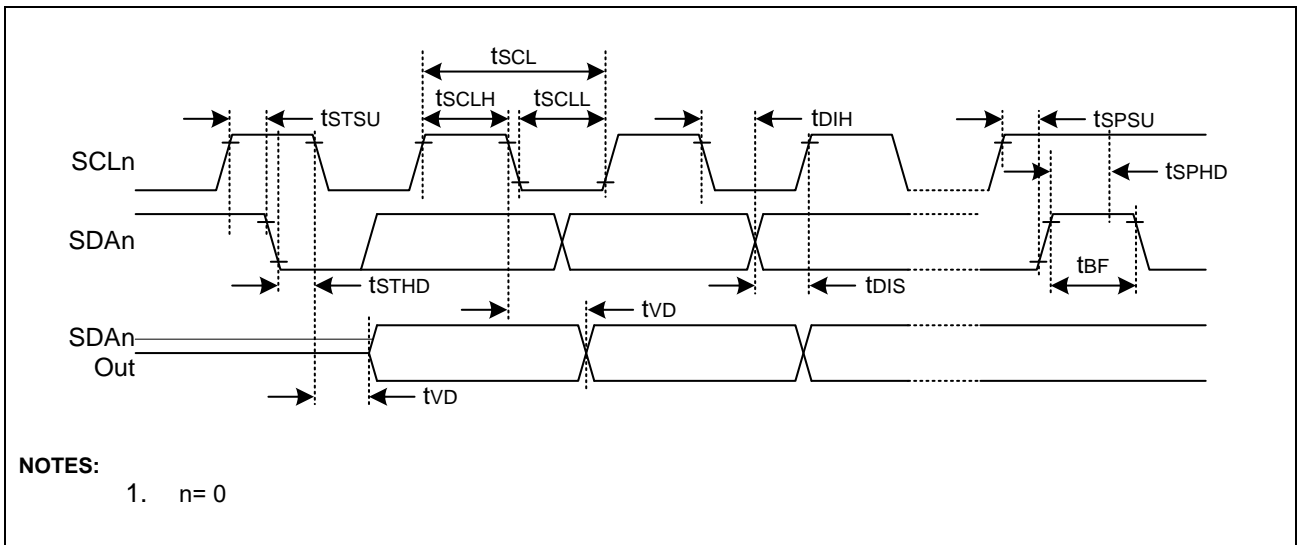 tSCL
tSCLH tSCLL
tSTSU tDIH tSPSU
SCLn
tSPHD
SDAn
tSTHD tDIS tBF
tVD
SDAn
Out
tVD
NOTES:
1. n= 0